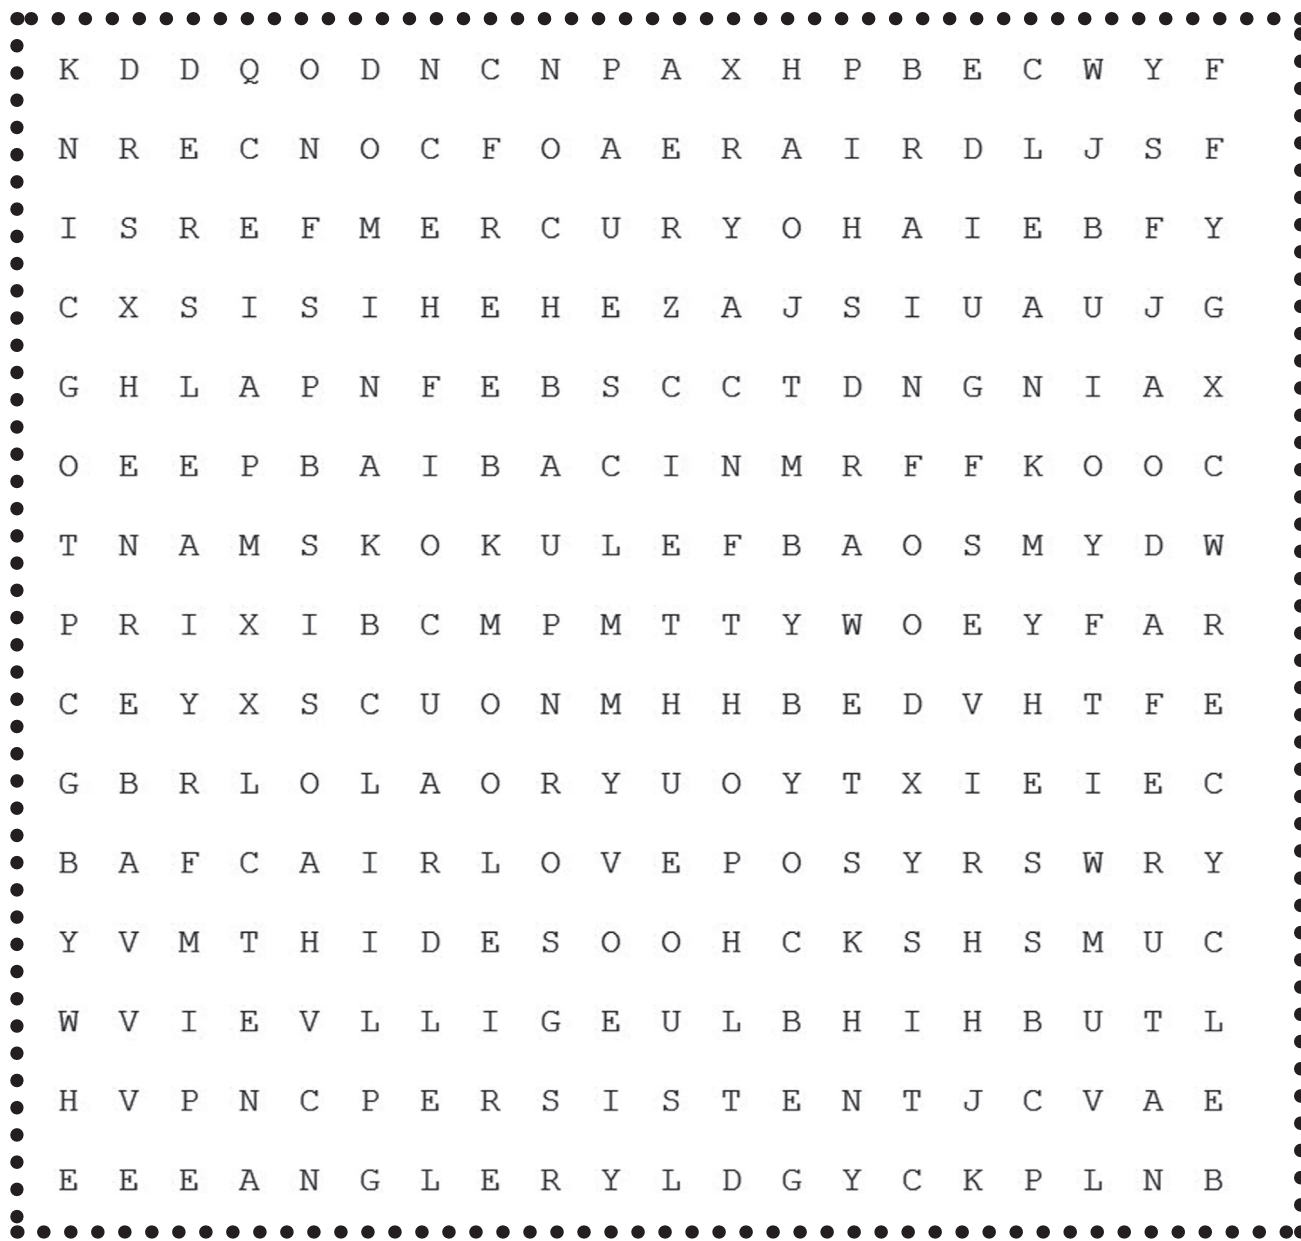 K D D Q O D N C N P A X H P B E C W Y F
N R E C N O C F O A E R A I R D L J S F
I S R E F M E R C U R Y O H A I E B F Y
C X S I S I H E H E Z A J S I U A U J G
G H L A P N F E B S C C T D N G N I A X
O E E P B A I B A C I N M R F F K O O C
T N A M S K O K U L E F B A O S M Y D W
P R I X I B C M P M T T Y W O E Y F A R
C E Y X S C U O N M H H B E D V H T F E
G B R L O L A O R Y U O Y T X I E I E C
B A F C A I R L O V E P O S Y R S W R Y
Y V M T H I D E S O O H C K S H S M U C
W V I E V L L I G E U L B H I H B U T L
H V P N C P E R S I S T E N T J C V A E
E E E A N G L E R Y L D G Y C K P L N B